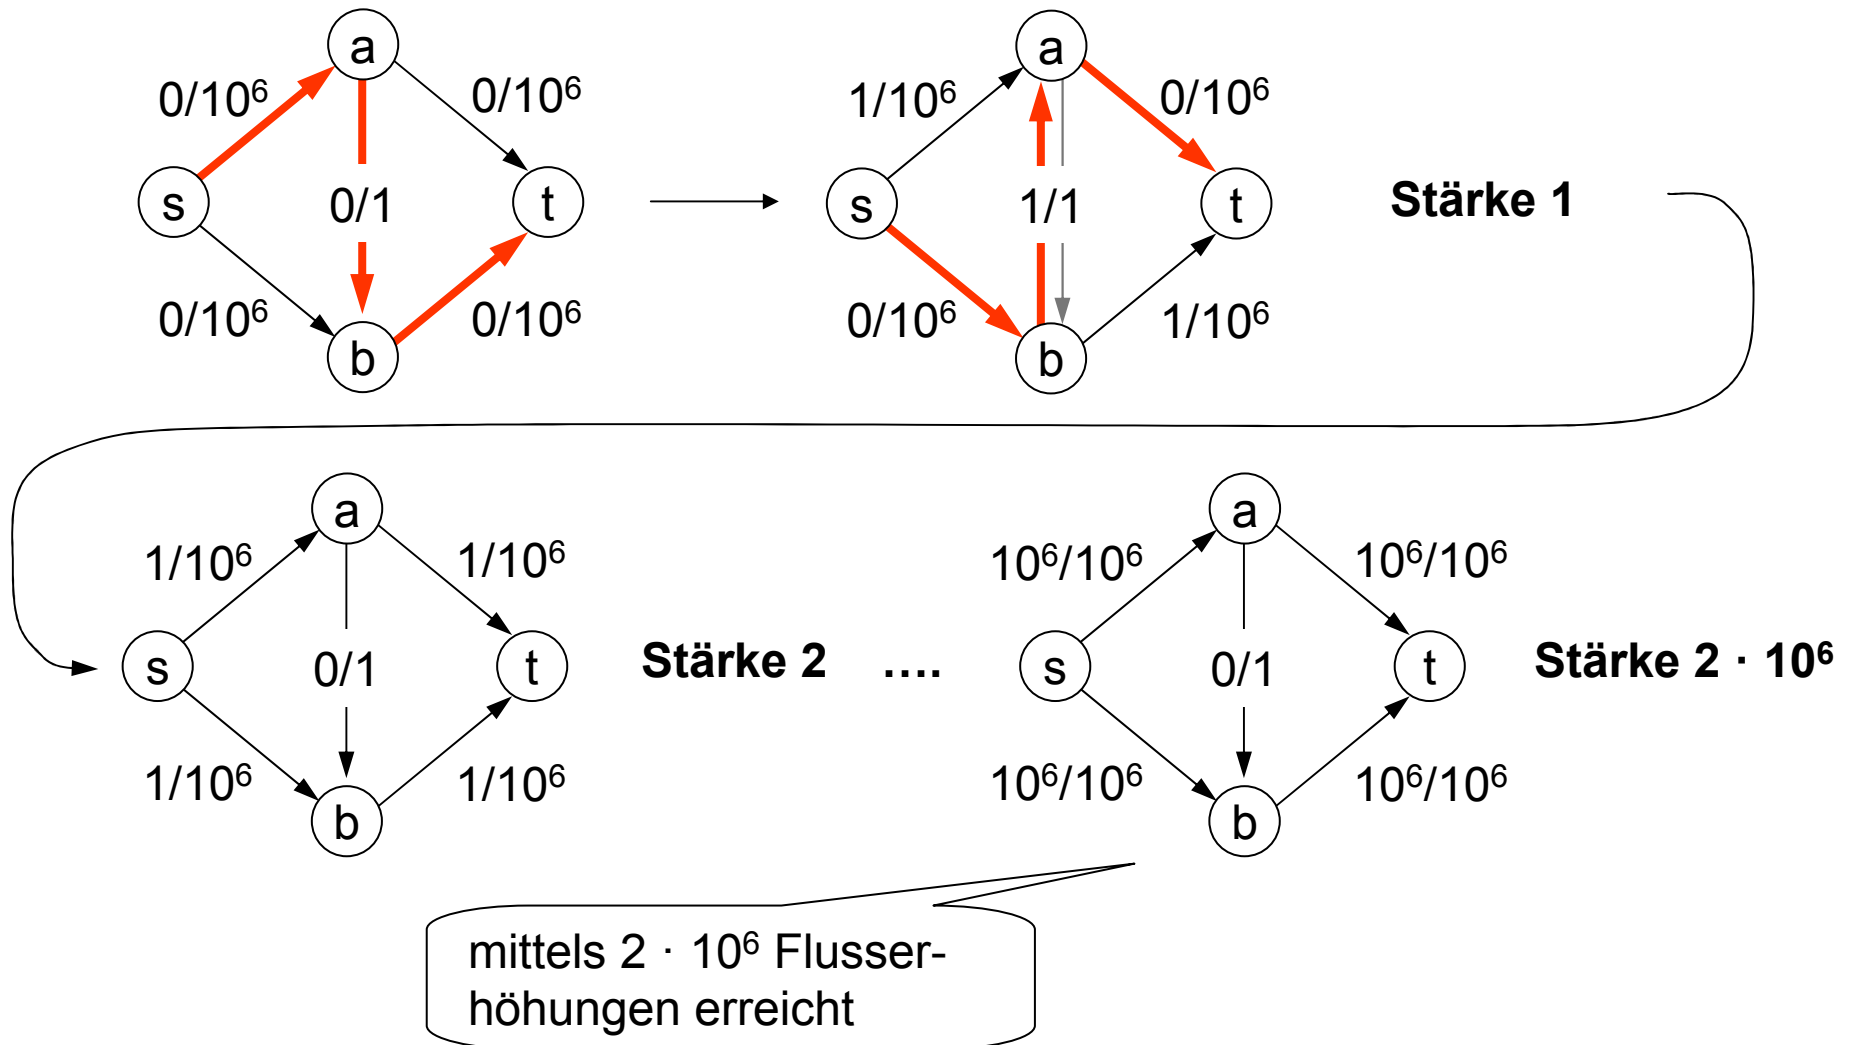 a
0/10⁶ 0/10⁶
s 0/1 t
0/10⁶ 0/10⁶
b
a
1/10⁶ 0/10⁶
s 1/1 t
0/10⁶ 1/10⁶
b
Stärke 1
a
1/10⁶ 1/10⁶
s 0/1 t
1/10⁶ 1/10⁶
b
Stärke 2 ....
a
10⁶/10⁶ 10⁶/10⁶
s 0/1 t
10⁶/10⁶ 10⁶/10⁶
b
Stärke 2 · 10⁶
mittels 2 · 10⁶ Flusser-
höhungen erreicht